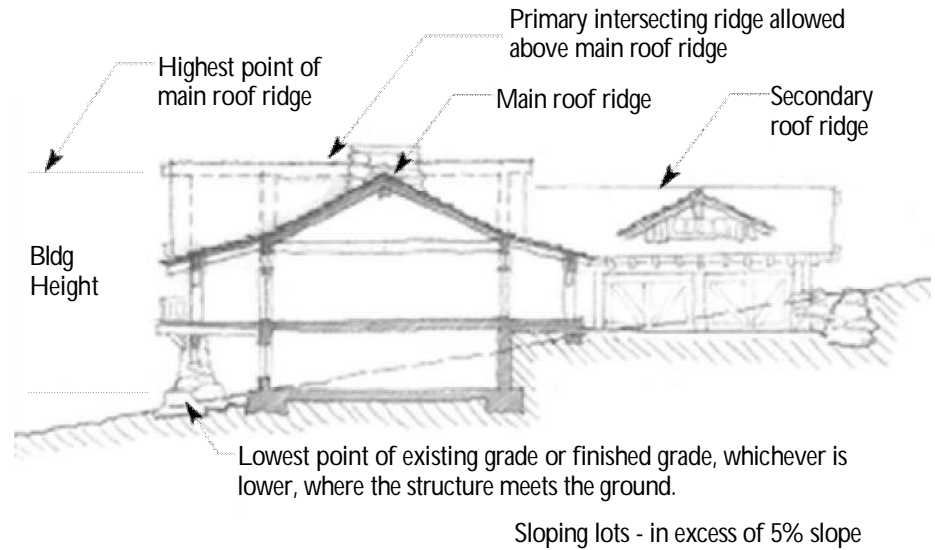 Primary intersecting ridge allowed
above main roof ridge
Highest point of
main roof ridge
Main roof ridge
Secondary
roof ridge
Bldg
Height
Lowest point of existing grade or finished grade, whichever is
lower, where the structure meets the ground.
Sloping lots - in excess of 5% slope